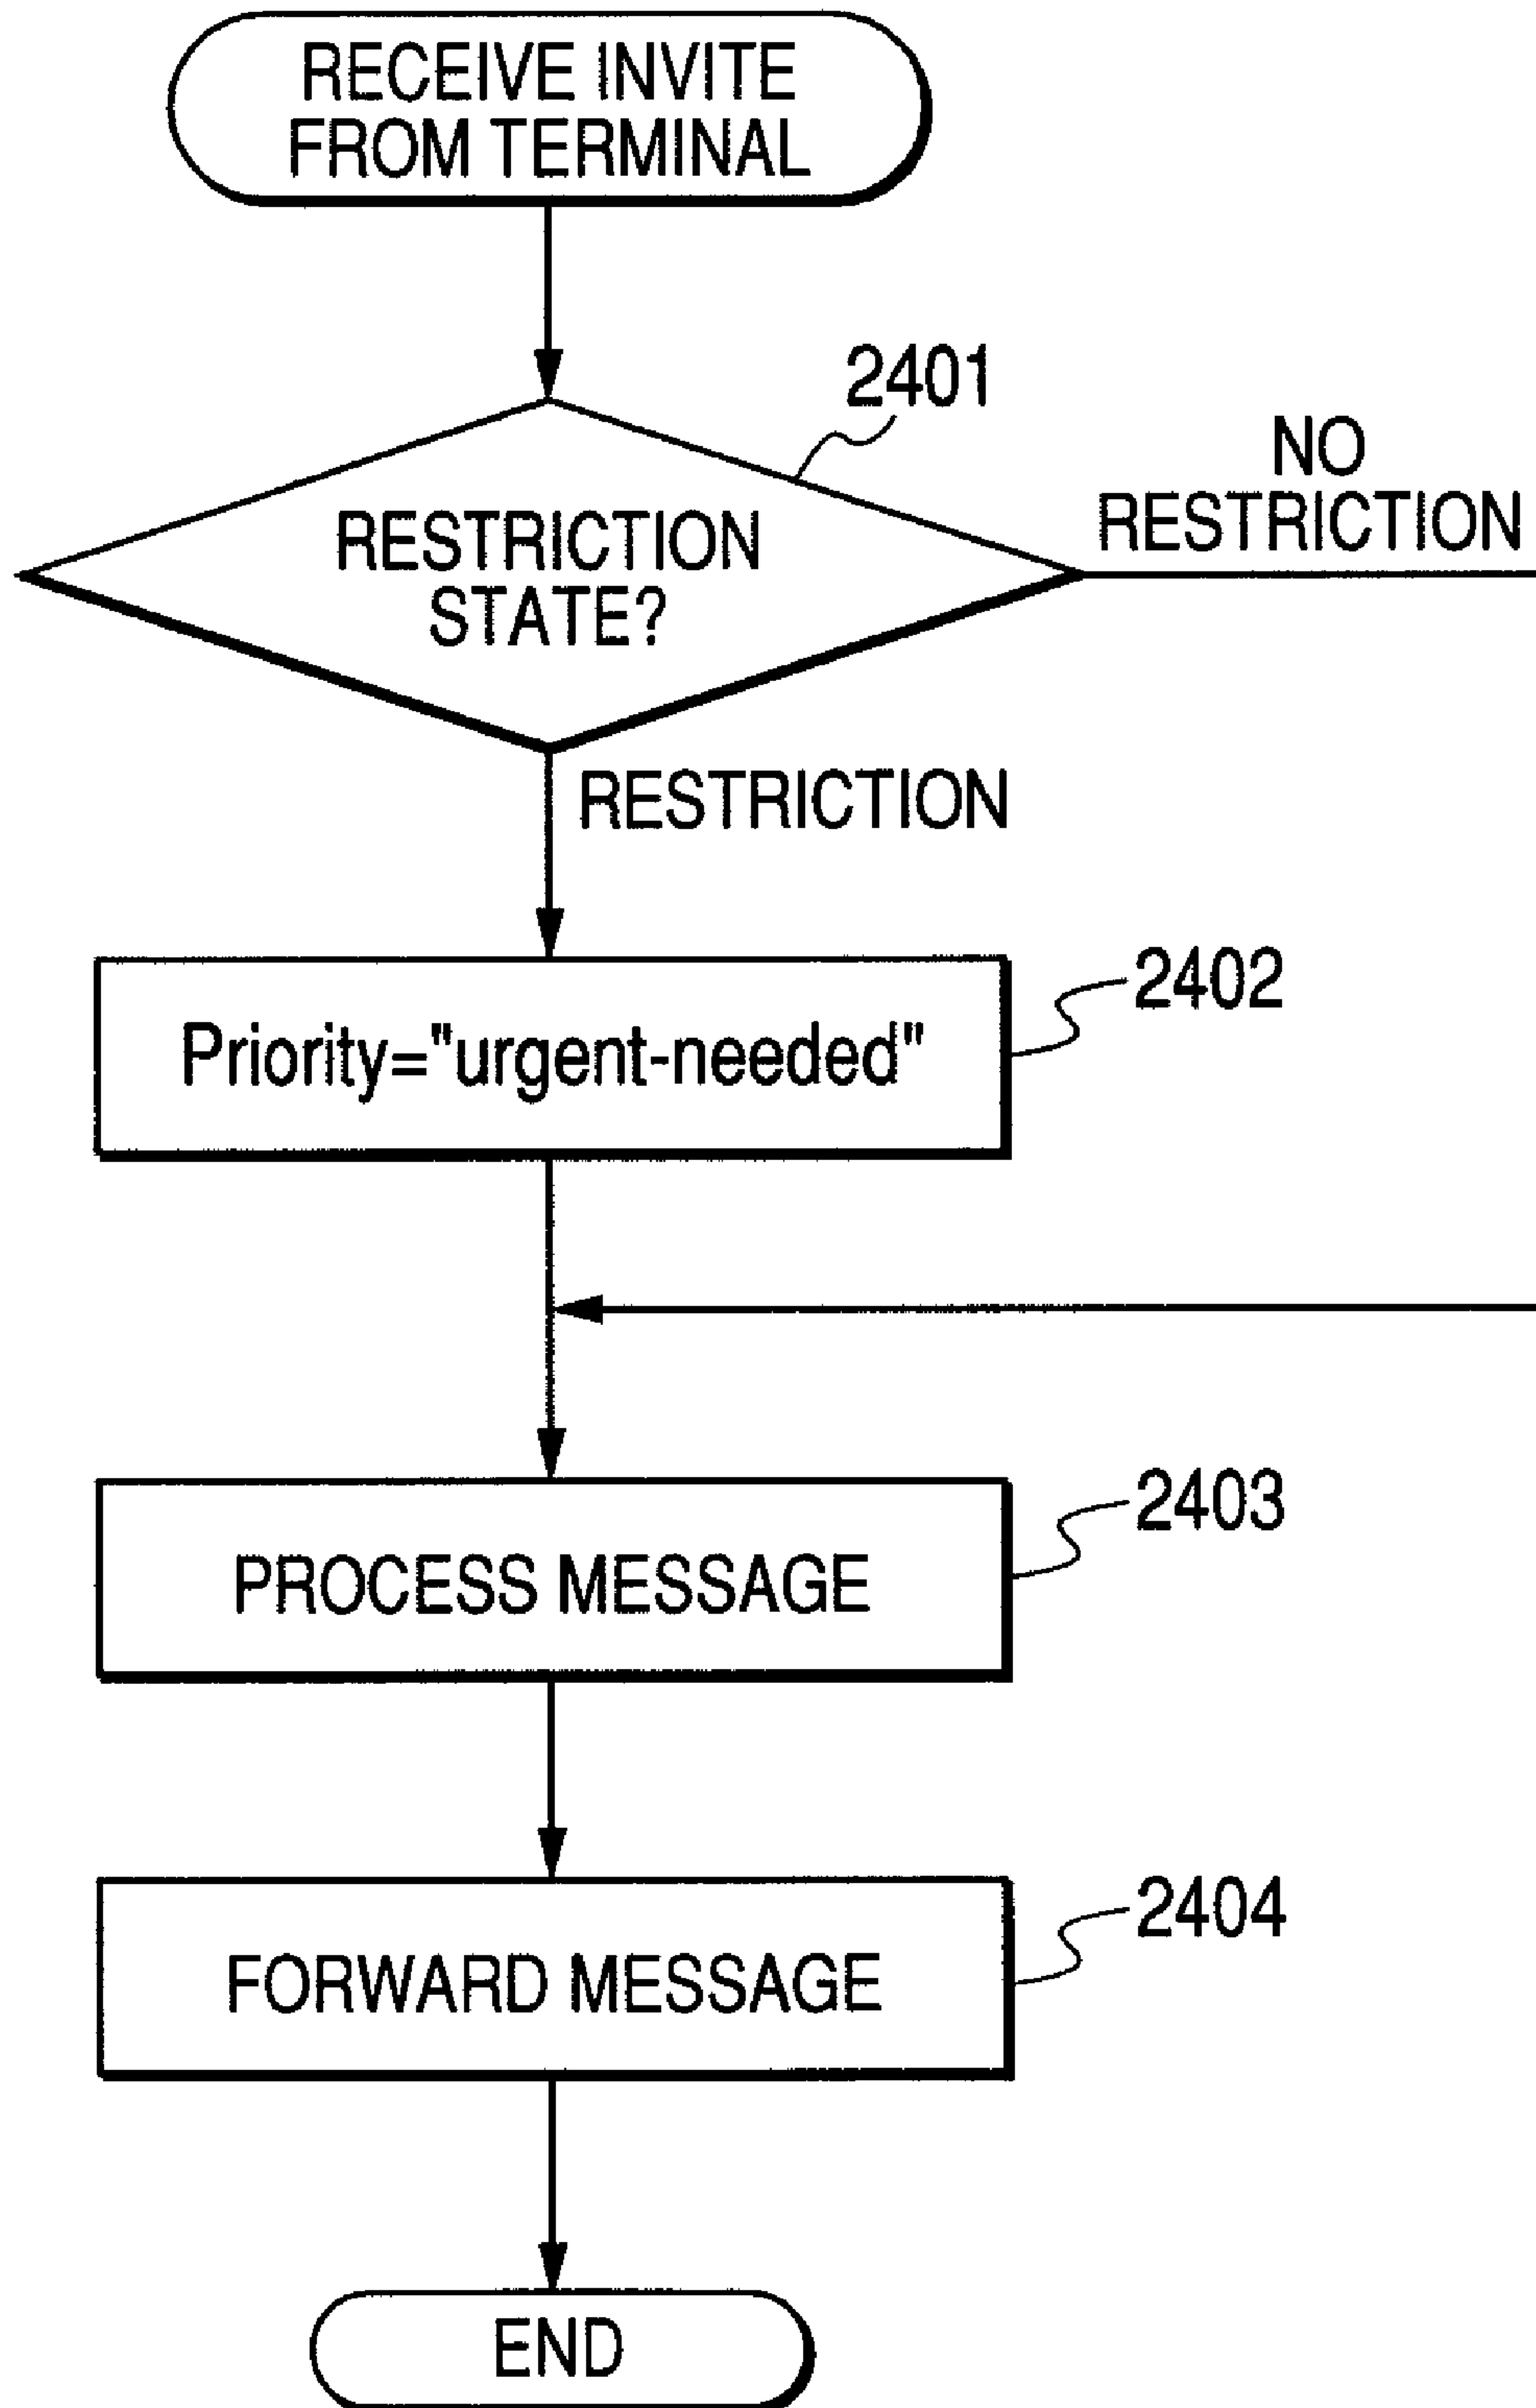 RECEIVE INVITE
FROM TERMINAL
2401
NO
RESTRICTION
RESTRICTION
STATE?
RESTRICTION
2402
Priority="urgent-needed"
2403
PROCESS MESSAGE
2404
FORWARD MESSAGE
END